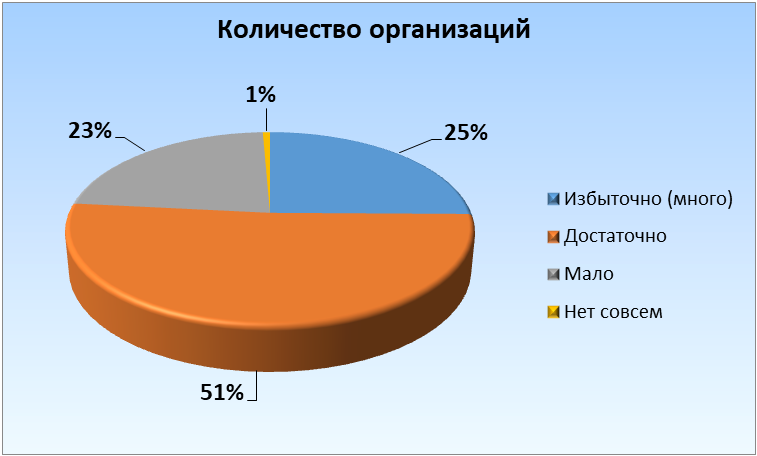 Количество организаций
1%
23%
25%
51%
Избыточно (много)
Достаточно
Мало
Нет совсем